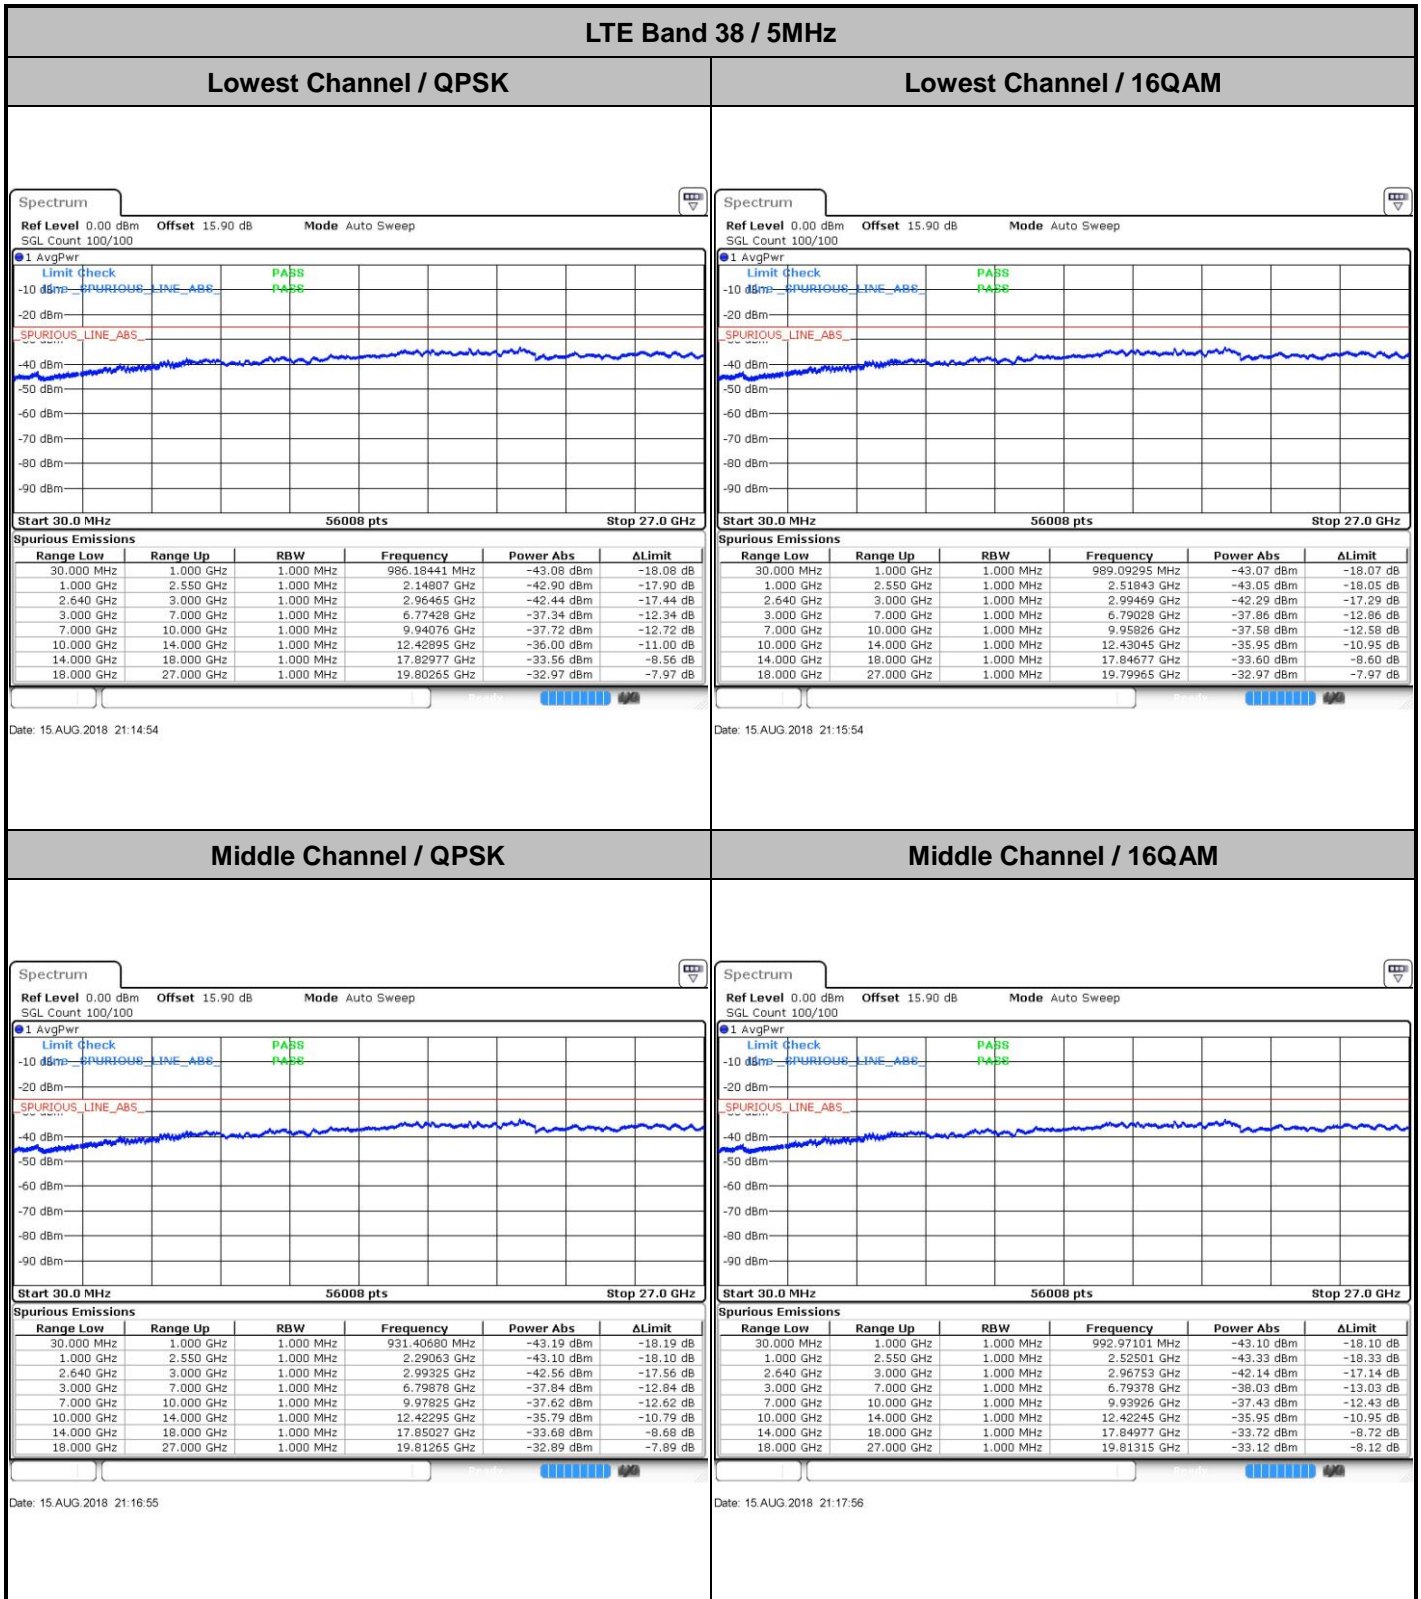 LTE Band 38 / 5MHz
Lowest Channel / QPSK
Lowest Channel / 16QAM
Spectrum
Ref Level 0.00 dBm Offset 15.90 dB Mode Auto Sweep
SGL Count 100/100
1 AvgPwr
Limit Check PASS
Line _SPURIOUS_LINE_ABS_ PASS
-10 dBm
-20 dBm
_SPURIOUS_LINE_ABS_
-40 dBm
-50 dBm
-60 dBm
-70 dBm
-80 dBm
-90 dBm
Start 30.0 MHz 56008 pts Stop 27.0 GHz
Spurious Emissions
Range Low Range Up RBW Frequency Power Abs ΔLimit
30.000 MHz 1.000 GHz 1.000 MHz 986.18441 MHz -43.08 dBm -18.08 dB
1.000 GHz 2.550 GHz 1.000 MHz 2.14807 GHz -42.90 dBm -17.90 dB
2.640 GHz 3.000 GHz 1.000 MHz 2.96465 GHz -42.44 dBm -17.44 dB
3.000 GHz 7.000 GHz 1.000 MHz 6.77428 GHz -37.34 dBm -12.34 dB
7.000 GHz 10.000 GHz 1.000 MHz 9.94076 GHz -37.72 dBm -12.72 dB
10.000 GHz 14.000 GHz 1.000 MHz 12.42895 GHz -36.00 dBm -11.00 dB
14.000 GHz 18.000 GHz 1.000 MHz 17.82977 GHz -33.56 dBm -8.56 dB
18.000 GHz 27.000 GHz 1.000 MHz 19.80265 GHz -32.97 dBm -7.97 dB
Date: 15.AUG.2018 21:14:54
Spectrum
Ref Level 0.00 dBm Offset 15.90 dB Mode Auto Sweep
SGL Count 100/100
1 AvgPwr
Limit Check PASS
Line _SPURIOUS_LINE_ABS_ PASS
-10 dBm
-20 dBm
_SPURIOUS_LINE_ABS_
-40 dBm
-50 dBm
-60 dBm
-70 dBm
-80 dBm
-90 dBm
Start 30.0 MHz 56008 pts Stop 27.0 GHz
Spurious Emissions
Range Low Range Up RBW Frequency Power Abs ΔLimit
30.000 MHz 1.000 GHz 1.000 MHz 989.09295 MHz -43.07 dBm -18.07 dB
1.000 GHz 2.550 GHz 1.000 MHz 2.51843 GHz -43.05 dBm -18.05 dB
2.640 GHz 3.000 GHz 1.000 MHz 2.99469 GHz -42.29 dBm -17.29 dB
3.000 GHz 7.000 GHz 1.000 MHz 6.79028 GHz -37.86 dBm -12.86 dB
7.000 GHz 10.000 GHz 1.000 MHz 9.95826 GHz -37.58 dBm -12.58 dB
10.000 GHz 14.000 GHz 1.000 MHz 12.43045 GHz -35.95 dBm -10.95 dB
14.000 GHz 18.000 GHz 1.000 MHz 17.84677 GHz -33.60 dBm -8.60 dB
18.000 GHz 27.000 GHz 1.000 MHz 19.79965 GHz -32.97 dBm -7.97 dB
Date: 15.AUG.2018 21:15:54
Middle Channel / QPSK
Middle Channel / 16QAM
Spectrum
Ref Level 0.00 dBm Offset 15.90 dB Mode Auto Sweep
SGL Count 100/100
1 AvgPwr
Limit Check PASS
Line _SPURIOUS_LINE_ABS_ PASS
-10 dBm
-20 dBm
_SPURIOUS_LINE_ABS_
-40 dBm
-50 dBm
-60 dBm
-70 dBm
-80 dBm
-90 dBm
Start 30.0 MHz 56008 pts Stop 27.0 GHz
Spurious Emissions
Range Low Range Up RBW Frequency Power Abs ΔLimit
30.000 MHz 1.000 GHz 1.000 MHz 931.40680 MHz -43.19 dBm -18.19 dB
1.000 GHz 2.550 GHz 1.000 MHz 2.29063 GHz -43.10 dBm -18.10 dB
2.640 GHz 3.000 GHz 1.000 MHz 2.99325 GHz -42.56 dBm -17.56 dB
3.000 GHz 7.000 GHz 1.000 MHz 6.79878 GHz -37.84 dBm -12.84 dB
7.000 GHz 10.000 GHz 1.000 MHz 9.97825 GHz -37.62 dBm -12.62 dB
10.000 GHz 14.000 GHz 1.000 MHz 12.42295 GHz -35.79 dBm -10.79 dB
14.000 GHz 18.000 GHz 1.000 MHz 17.85027 GHz -33.68 dBm -8.68 dB
18.000 GHz 27.000 GHz 1.000 MHz 19.81265 GHz -32.89 dBm -7.89 dB
Date: 15.AUG.2018 21:16:55
Spectrum
Ref Level 0.00 dBm Offset 15.90 dB Mode Auto Sweep
SGL Count 100/100
1 AvgPwr
Limit Check PASS
Line _SPURIOUS_LINE_ABS_ PASS
-10 dBm
-20 dBm
_SPURIOUS_LINE_ABS_
-40 dBm
-50 dBm
-60 dBm
-70 dBm
-80 dBm
-90 dBm
Start 30.0 MHz 56008 pts Stop 27.0 GHz
Spurious Emissions
Range Low Range Up RBW Frequency Power Abs ΔLimit
30.000 MHz 1.000 GHz 1.000 MHz 992.97101 MHz -43.10 dBm -18.10 dB
1.000 GHz 2.550 GHz 1.000 MHz 2.52501 GHz -43.33 dBm -18.33 dB
2.640 GHz 3.000 GHz 1.000 MHz 2.96753 GHz -42.14 dBm -17.14 dB
3.000 GHz 7.000 GHz 1.000 MHz 6.79378 GHz -38.03 dBm -13.03 dB
7.000 GHz 10.000 GHz 1.000 MHz 9.93926 GHz -37.43 dBm -12.43 dB
10.000 GHz 14.000 GHz 1.000 MHz 12.42245 GHz -35.95 dBm -10.95 dB
14.000 GHz 18.000 GHz 1.000 MHz 17.84977 GHz -33.72 dBm -8.72 dB
18.000 GHz 27.000 GHz 1.000 MHz 19.81315 GHz -33.12 dBm -8.12 dB
Date: 15.AUG.2018 21:17:56